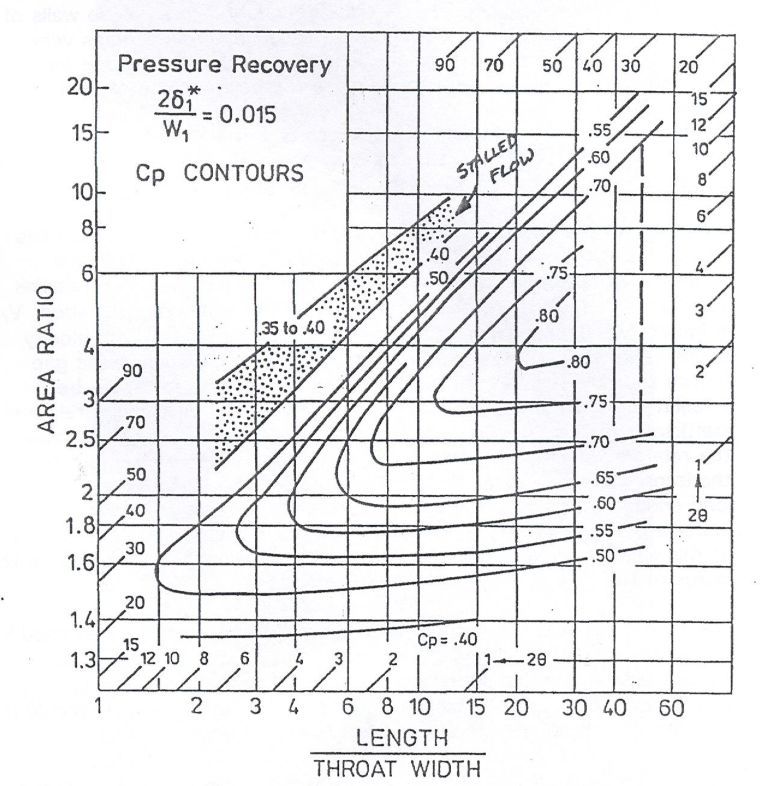 Pressure Recovery
2δ₁*
W₁
= 0.015
Cp CONTOURS
90 70 50 40 30 20
20
15
10
8
6
4
3
2.5
2
1.8
1.6
1.4
1.3
AREA RATIO
STALLED
FLOW
.35 to .40
.40
.50
.55
.60
.70
.75
.80
.80
.75
.70
.65
.60
.55
.50
Cp = .40
15
12
10
8
6
4
3
2
1
2θ
90
70
50
40
30
20
15 12 10 8 6 4 3 2 1 2θ
1 2 3 4 6 8 10 15 20 30 40 60
LENGTH
THROAT WIDTH